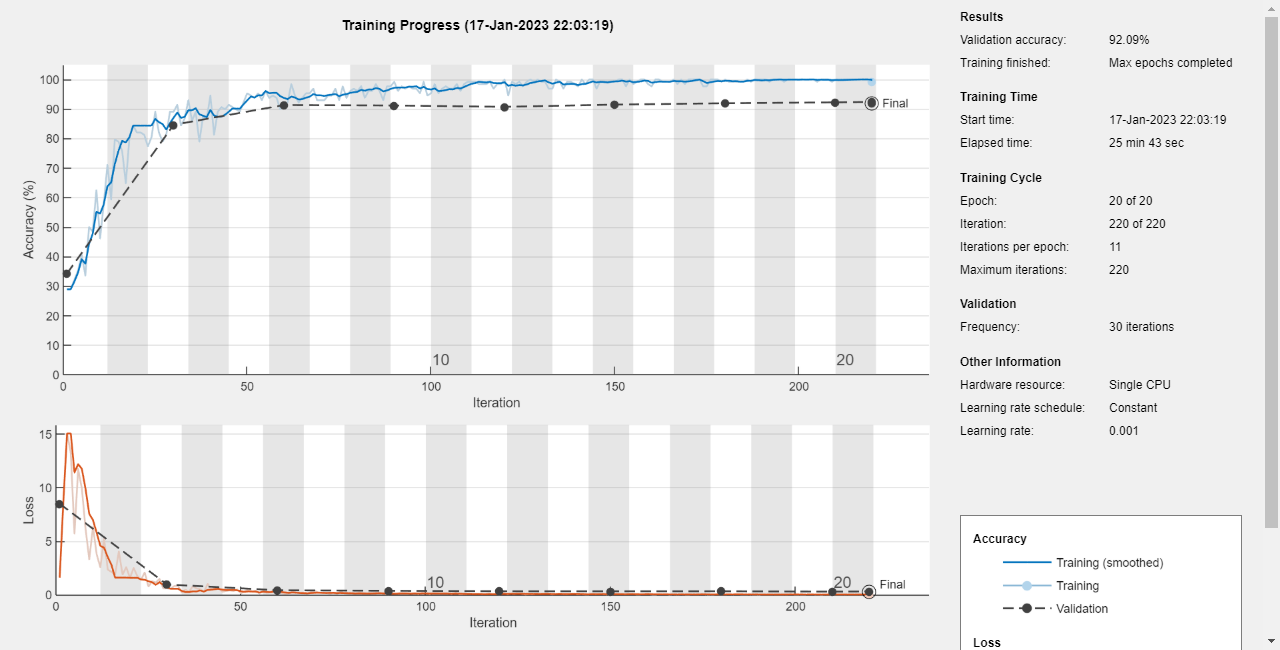 Training Progress (17-Jan-2023 22:03:19)
100
90
80
70
60
50
40
30
20
10
0
Accuracy (%)
Final
10
20
0
50
100
150
200
Iteration
15
10
5
0
Loss
Final
10
20
0
50
100
150
200
Iteration
Results
Validation accuracy: 92.09%
Training finished: Max epochs completed
Training Time
Start time: 17-Jan-2023 22:03:19
Elapsed time: 25 min 43 sec
Training Cycle
Epoch: 20 of 20
Iteration: 220 of 220
Iterations per epoch: 11
Maximum iterations: 220
Validation
Frequency: 30 iterations
Other Information
Hardware resource: Single CPU
Learning rate schedule: Constant
Learning rate: 0.001
Accuracy
Training (smoothed)
Training
Validation
Loss